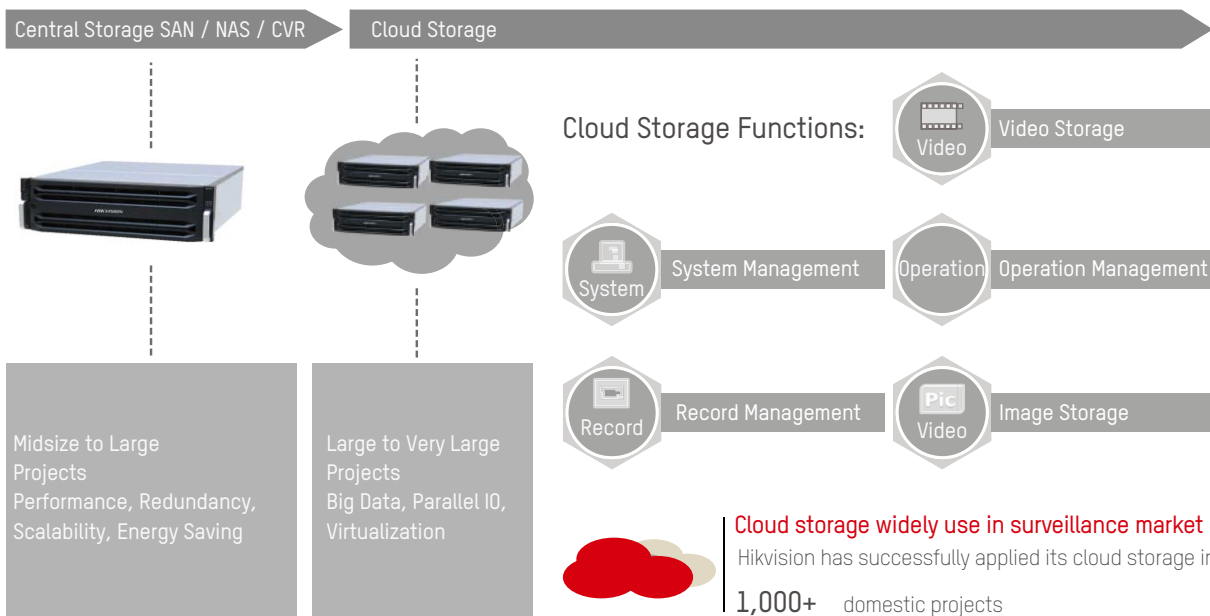 Central Storage SAN / NAS / CVR
Cloud Storage
HIKVISION
Cloud Storage Functions:
Video
Video Storage
System
System Management
Operation
Operation Management
Record
Record Management
Pic
Video
Image Storage
Midsize to Large
Projects
Performance, Redundancy,
Scalability, Energy Saving
Large to Very Large
Projects
Big Data, Parallel IO,
Virtualization
Cloud storage widely use in surveillance market
Hikvision has successfully applied its cloud storage in
1,000+ domestic projects